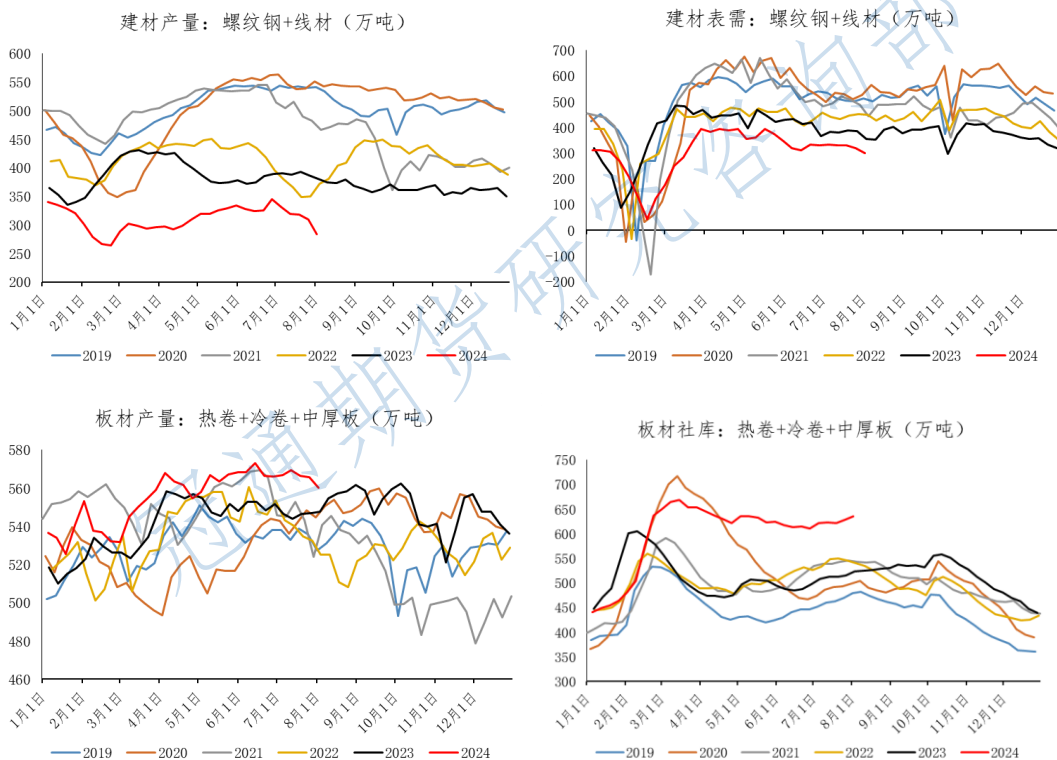 建材产量：螺纹钢+线材（万吨）
600
550
500
450
400
350
300
250
200
1月1日
2月1日
3月1日
4月1日
5月1日
6月1日
7月1日
8月1日
9月1日
10月1日
11月1日
12月1日
2019 2020 2021 2022 2023 2024
建材表需：螺纹钢+线材（万吨）
700
600
500
400
300
200
100
0
-100
-200
1月1日
2月1日
3月1日
4月1日
5月1日
6月1日
7月1日
8月1日
9月1日
10月1日
11月1日
12月1日
2019 2020 2021 2022 2023 2024
板材产量：热卷+冷卷+中厚板（万吨）
580
560
540
520
500
480
460
1月1日
2月1日
3月1日
4月1日
5月1日
6月1日
7月1日
8月1日
9月1日
10月1日
11月1日
12月1日
2019 2020 2021 2022 2023 2024
板材社库：热卷+冷卷+中厚板（万吨）
750
700
650
600
550
500
450
400
350
300
1月1日
2月1日
3月1日
4月1日
5月1日
6月1日
7月1日
8月1日
9月1日
10月1日
11月1日
12月1日
2019 2020 2021 2022 2023 2024
通期货研究咨询部